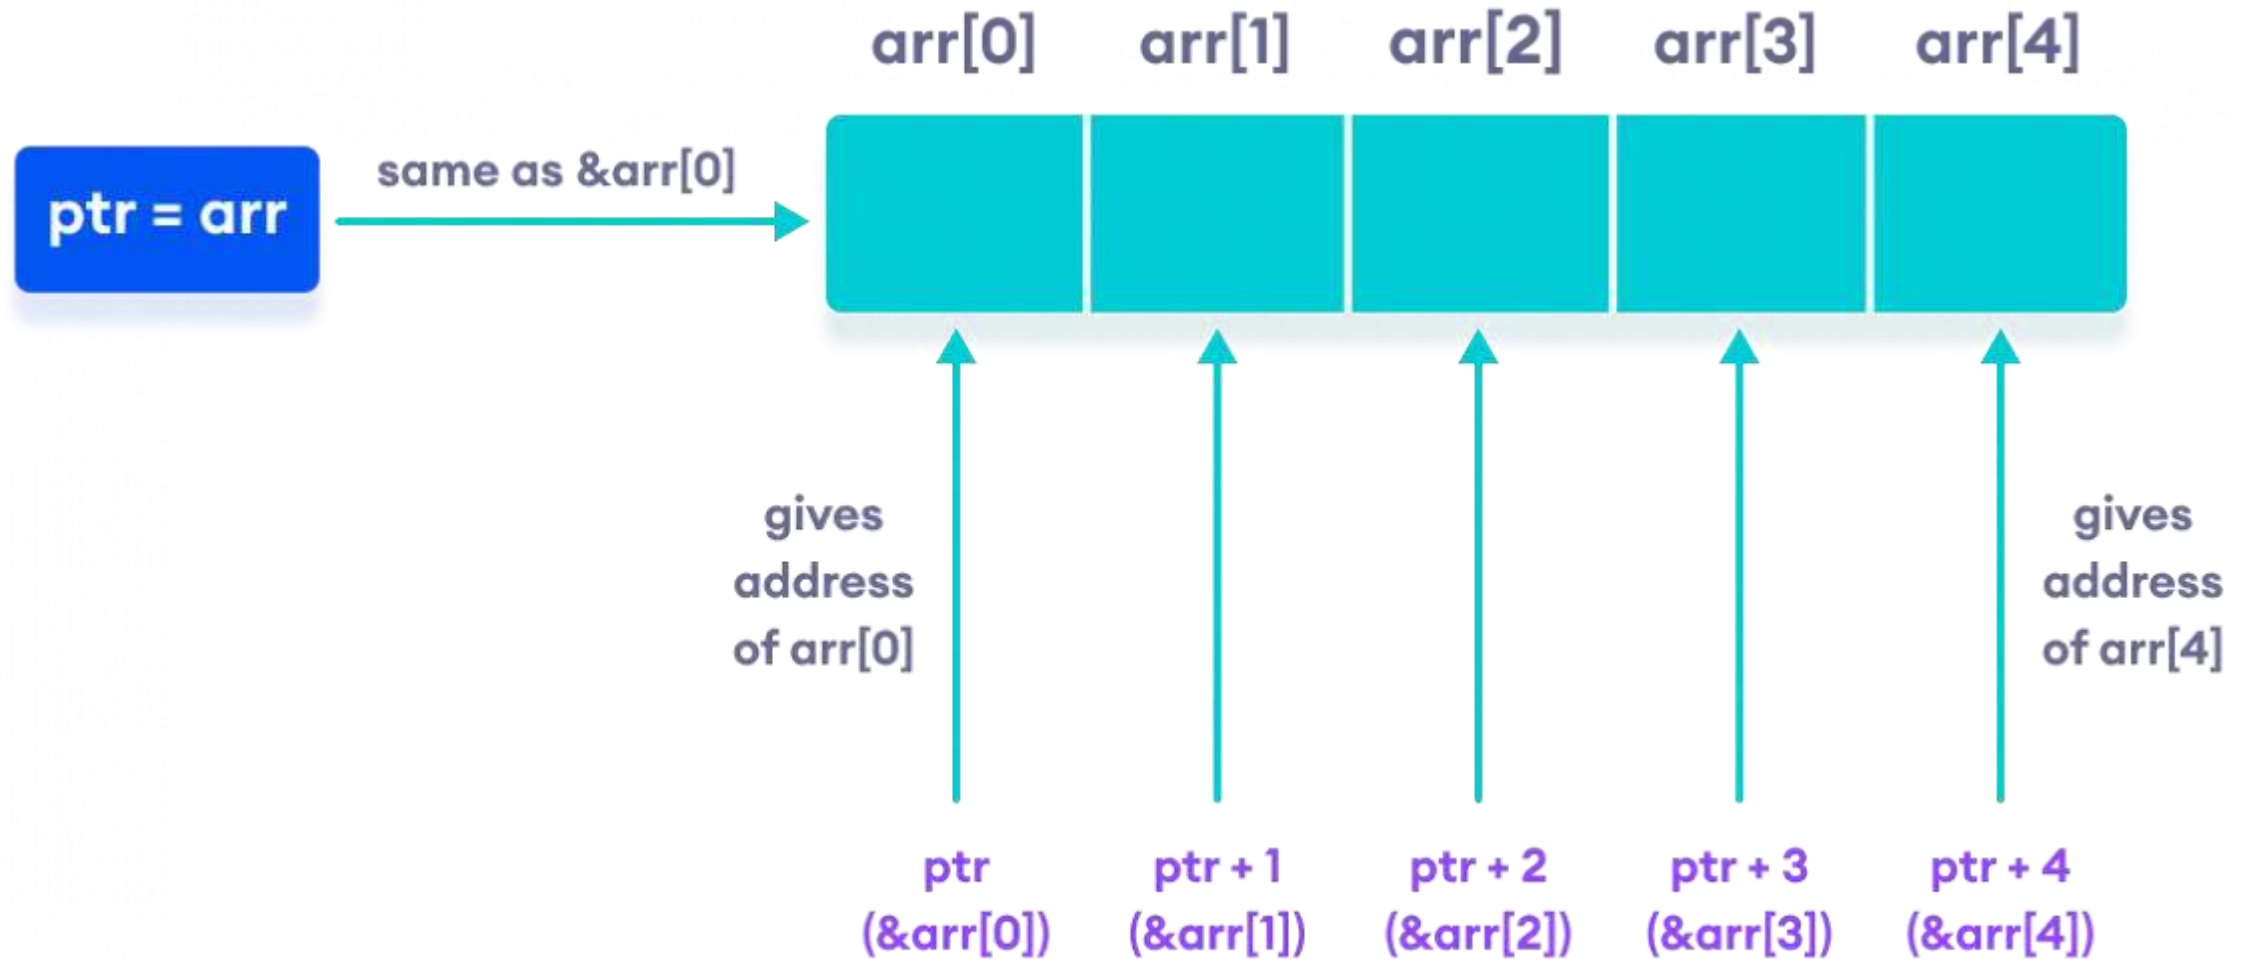 arr[0] arr[1] arr[2] arr[3] arr[4]
ptr = arr
same as &arr[0]
gives
address
of arr[0]
gives
address
of arr[4]
ptr ptr + 1 ptr + 2 ptr + 3 ptr + 4
(&arr[0]) (&arr[1]) (&arr[2]) (&arr[3]) (&arr[4])